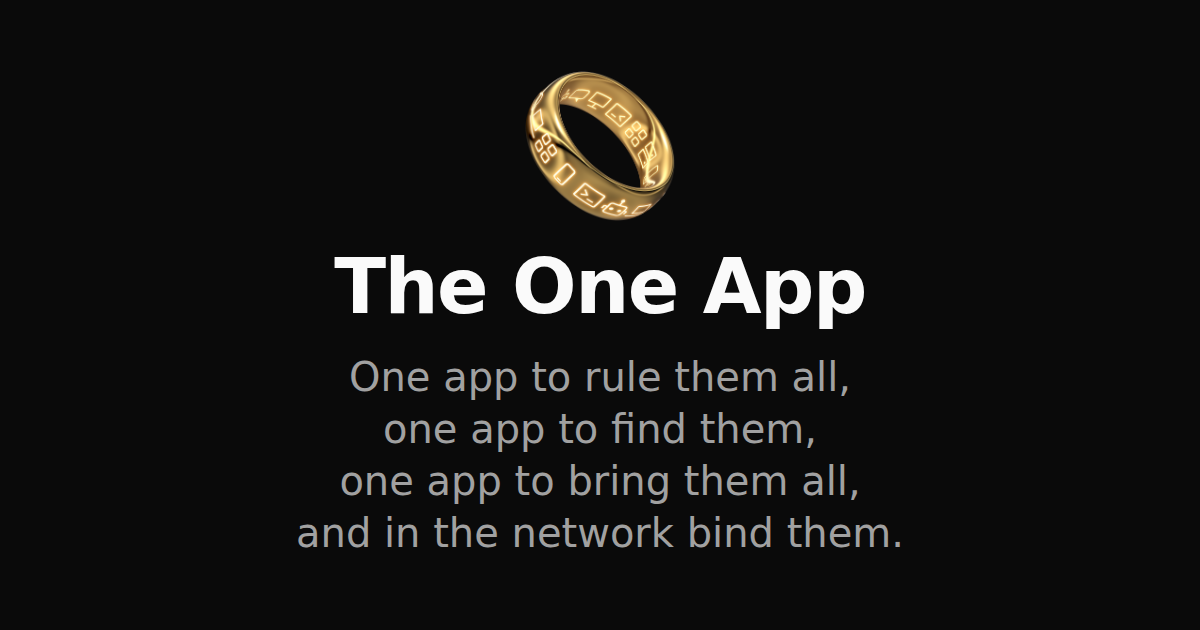 The One App
One app to rule them all,
one app to find them,
one app to bring them all,
and in the network bind them.